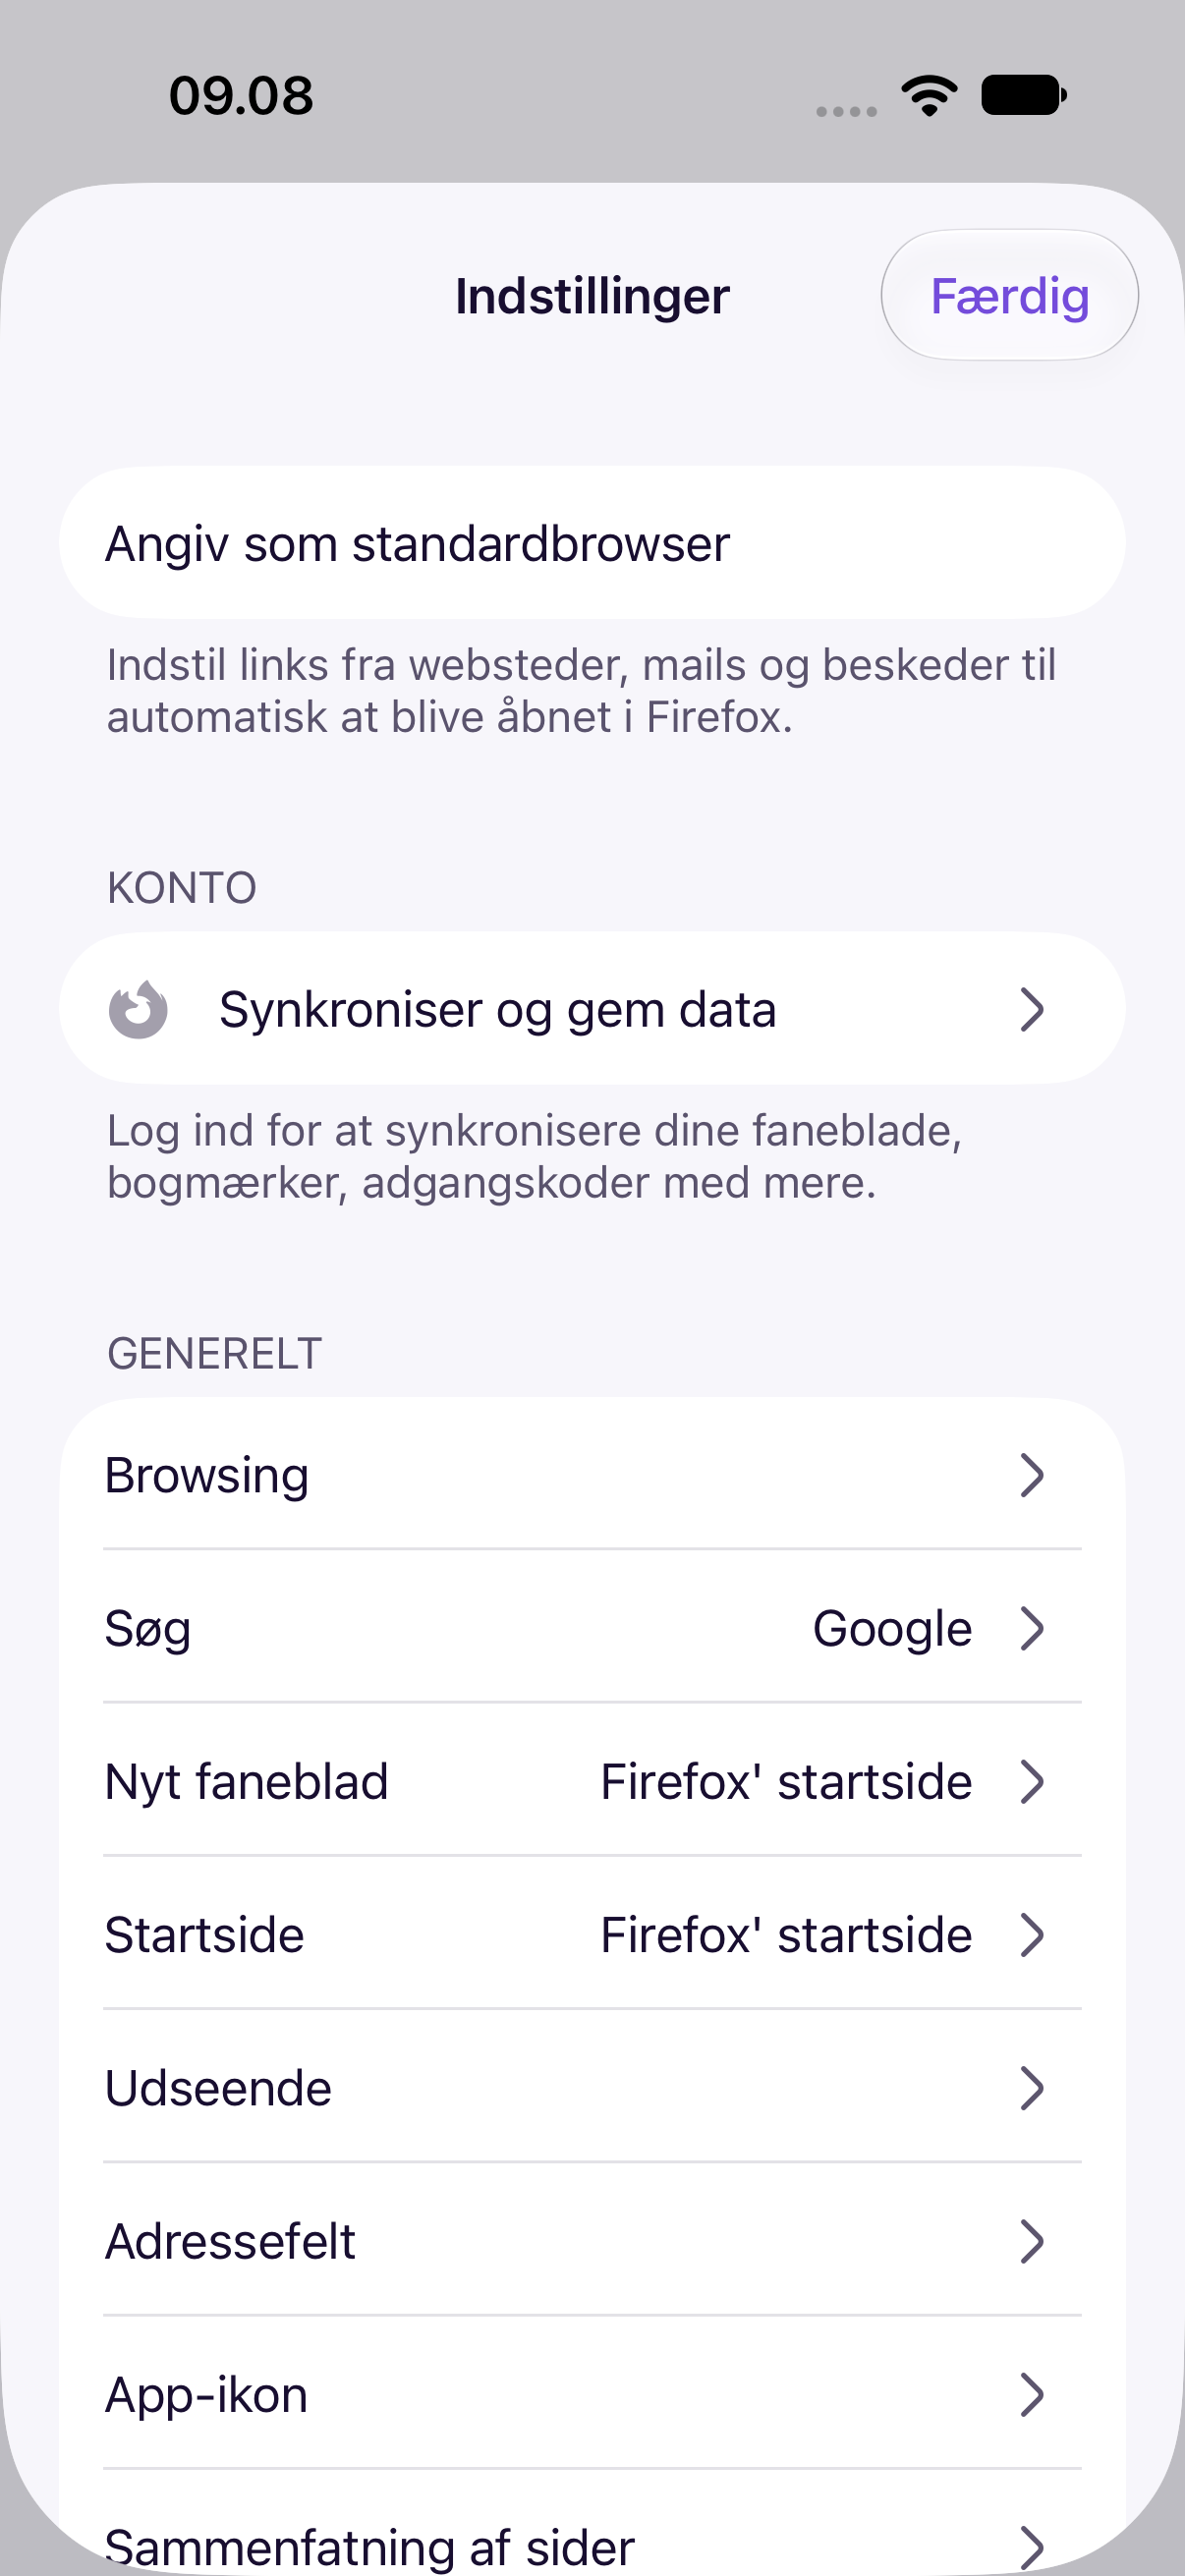 09.08
Indstillinger
Færdig
Angiv som standardbrowser
Indstil links fra websteder, mails og beskeder til
automatisk at blive åbnet i Firefox.
KONTO
Synkroniser og gem data
Log ind for at synkronisere dine faneblade,
bogmærker, adgangskoder med mere.
GENERELT
Browsing
Søg Google
Nyt faneblad Firefox' startside
Startside Firefox' startside
Udseende
Adressefelt
App-ikon
Sammenfatning af sider